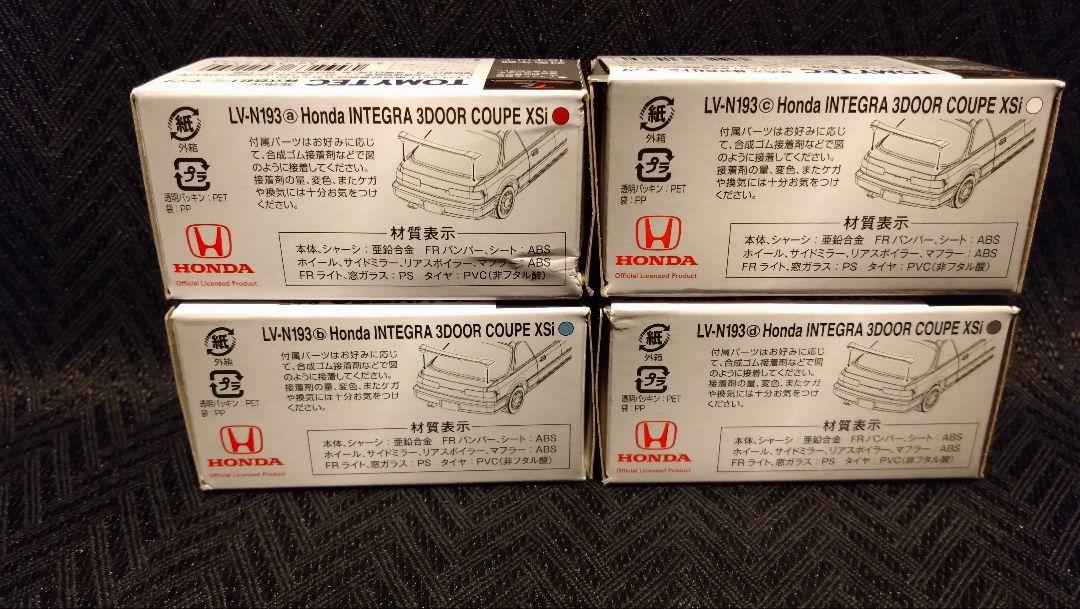 TOMYTEC
LV-N193ⓐ Honda INTEGRA 3DOOR COUPE XSi
紙
外箱
プラ
透明パッキン：PET
袋：PP
付属パーツはお好みに応じ
て、合成ゴム接着剤などで図
のように接着してください。
接着剤の量、変色、またケガ
や換気には十分お気をつけ
ください。
HONDA
Official Licensed Product
材質表示
本体、シャーシ：亜鉛合金 FRバンパー、シート：ABS
ホイール、サイドミラー、リアスポイラー、マフラー：ABS
FRライト、窓ガラス：PS タイヤ：PVC（非フタル酸）
TOMYTEC
LV-N193ⓒ Honda INTEGRA 3DOOR COUPE XSi
紙
外箱
プラ
透明パッキン：PET
袋：PP
付属パーツはお好みに応じ
て、合成ゴム接着剤などで図
のように接着してください。
接着剤の量、変色、またケガ
や換気には十分お気をつけ
ください。
HONDA
Official Licensed Product
材質表示
本体、シャーシ：亜鉛合金 FRバンパー、シート：ABS
ホイール、サイドミラー、リアスポイラー、マフラー：ABS
FRライト、窓ガラス：PS タイヤ：PVC（非フタル酸）
LV-N193ⓑ Honda INTEGRA 3DOOR COUPE XSi
紙
外箱
プラ
透明パッキン：PET
袋：PP
付属パーツはお好みに応じ
て、合成ゴム接着剤などで図
のように接着してください。
接着剤の量、変色、またケガ
や換気には十分お気をつけ
ください。
HONDA
Official Licensed Product
材質表示
本体、シャーシ：亜鉛合金 FRバンパー、シート：ABS
ホイール、サイドミラー、リアスポイラー、マフラー：ABS
FRライト、窓ガラス：PS タイヤ：PVC（非フタル酸）
LV-N193ⓓ Honda INTEGRA 3DOOR COUPE XSi
紙
外箱
プラ
透明パッキン：PET
袋：PP
付属パーツはお好みに応じ
て、合成ゴム接着剤などで図
のように接着してください。
接着剤の量、変色、またケガ
や換気には十分お気をつけ
ください。
HONDA
Official Licensed Product
材質表示
本体、シャーシ：亜鉛合金 FRバンパー、シート：ABS
ホイール、サイドミラー、リアスポイラー、マフラー：ABS
FRライト、窓ガラス：PS タイヤ：PVC（非フタル酸）